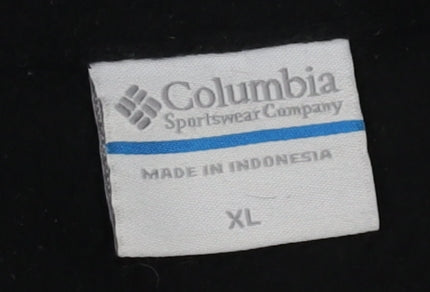 Columbia
Sportswear Company
MADE IN INDONESIA
XL